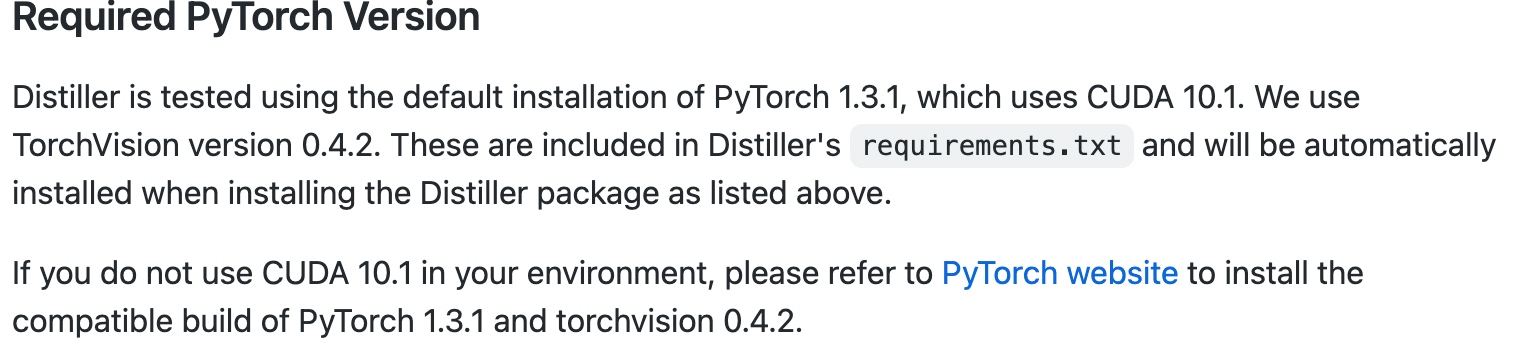 Required PyTorch Version
Distiller is tested using the default installation of PyTorch 1.3.1, which uses CUDA 10.1. We use
TorchVision version 0.4.2. These are included in Distiller's requirements.txt and will be automatically
installed when installing the Distiller package as listed above.
If you do not use CUDA 10.1 in your environment, please refer to PyTorch website to install the
compatible build of PyTorch 1.3.1 and torchvision 0.4.2.